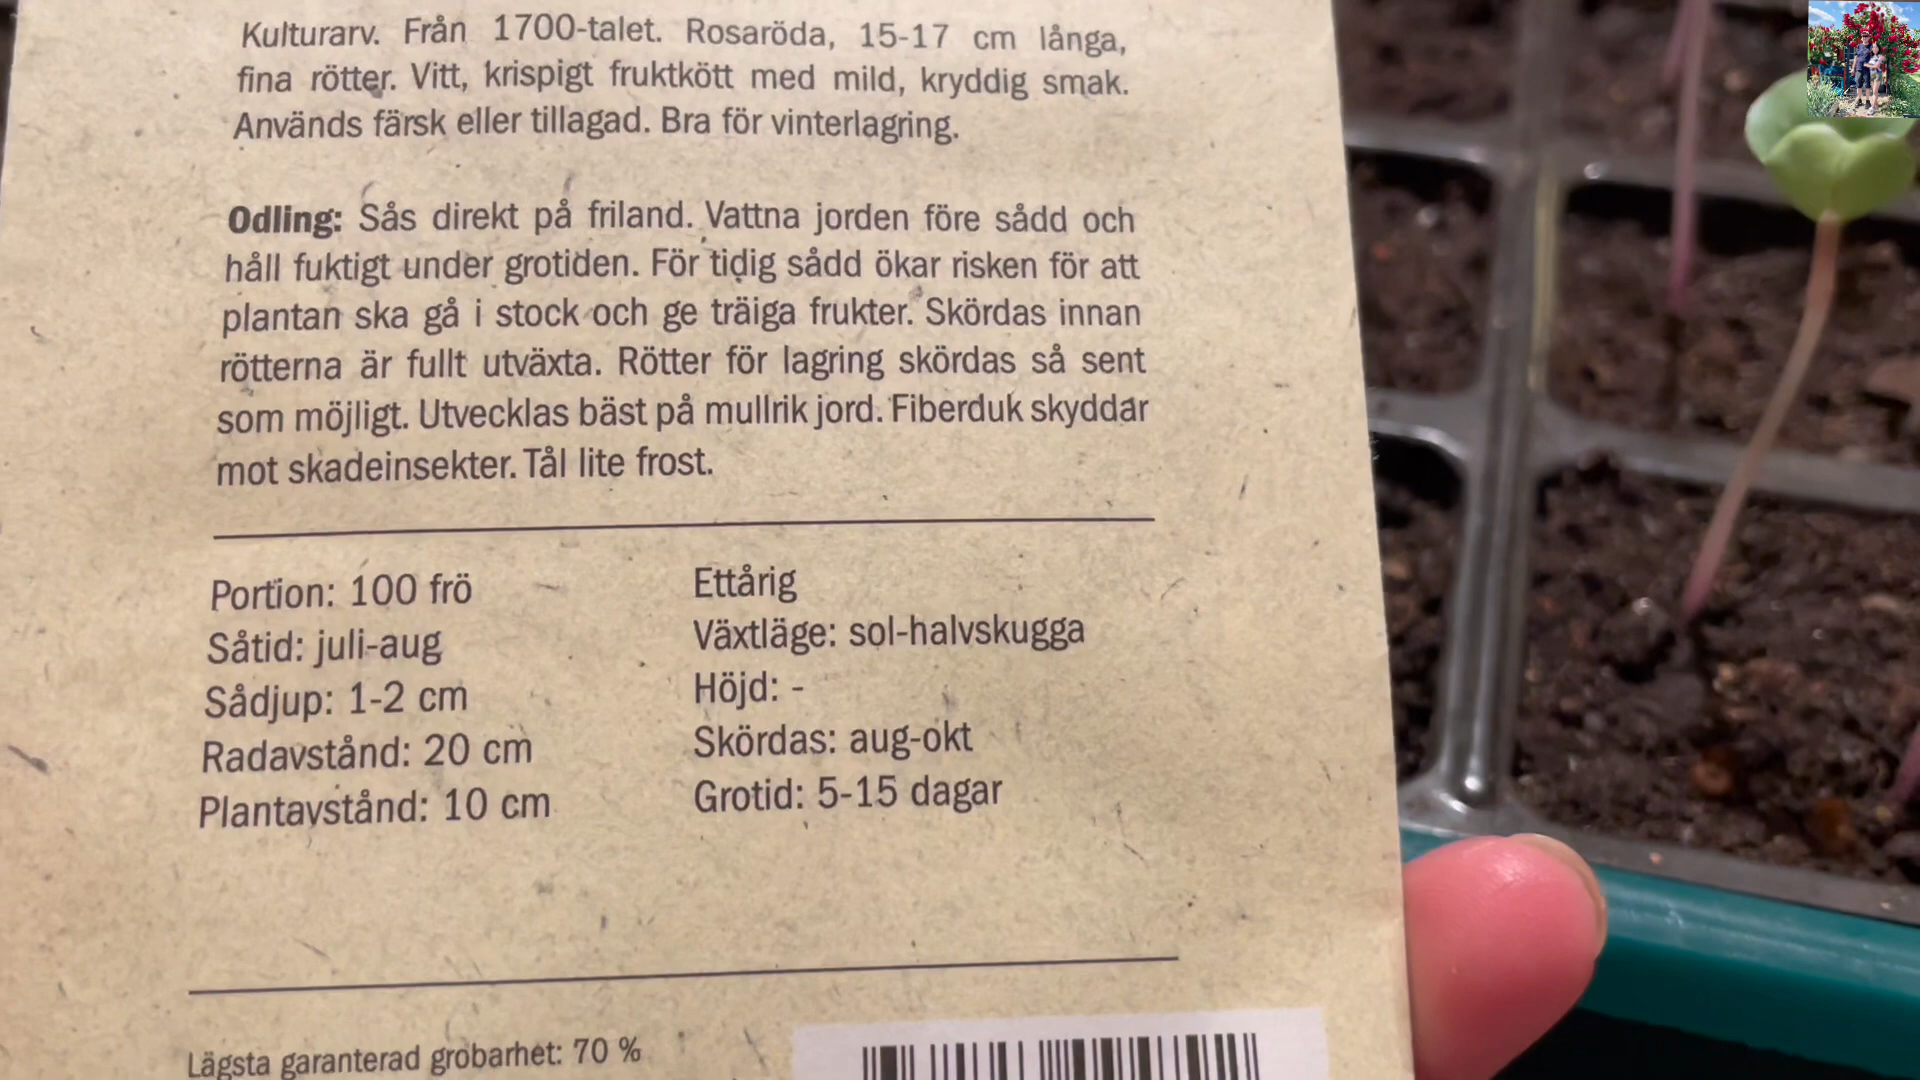 Kulturarv. Från 1700-talet. Rosaröda, 15-17 cm långa,
fina rötter. Vitt, krispigt fruktkött med mild, kryddig smak.
Används färsk eller tillagad. Bra för vinterlagring.
Odling: Sås direkt på friland. Vattna jorden före sådd och
håll fuktigt under grotiden. För tidig sådd ökar risken för att
plantan ska gå i stock och ge träiga frukter. Skördas innan
rötterna är fullt utväxta. Rötter för lagring skördas så sent
som möjligt. Utvecklas bäst på mullrik jord. Fiberduk skyddar
mot skadeinsekter. Tål lite frost.
Portion: 100 frö
Såtid: juli-aug
Sådjup: 1-2 cm
Radavstånd: 20 cm
Plantavstånd: 10 cm
Ettårig
Växtläge: sol-halvskugga
Höjd: -
Skördas: aug-okt
Grotid: 5-15 dagar
Lägsta garanterad grobarhet: 70 %